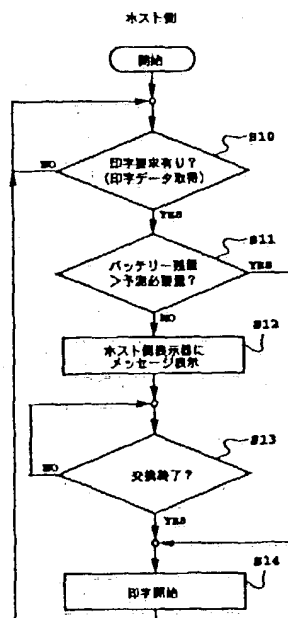 ホスト側
開始
S10
印字要求有り?
(印字データ取得)
NO
YES
S11
バッテリー残量
>予測必要量?
YES
NO
S12
ホスト側表示器に
メッセージ表示
S13
交換終了?
NO
YES
S14
印字開始